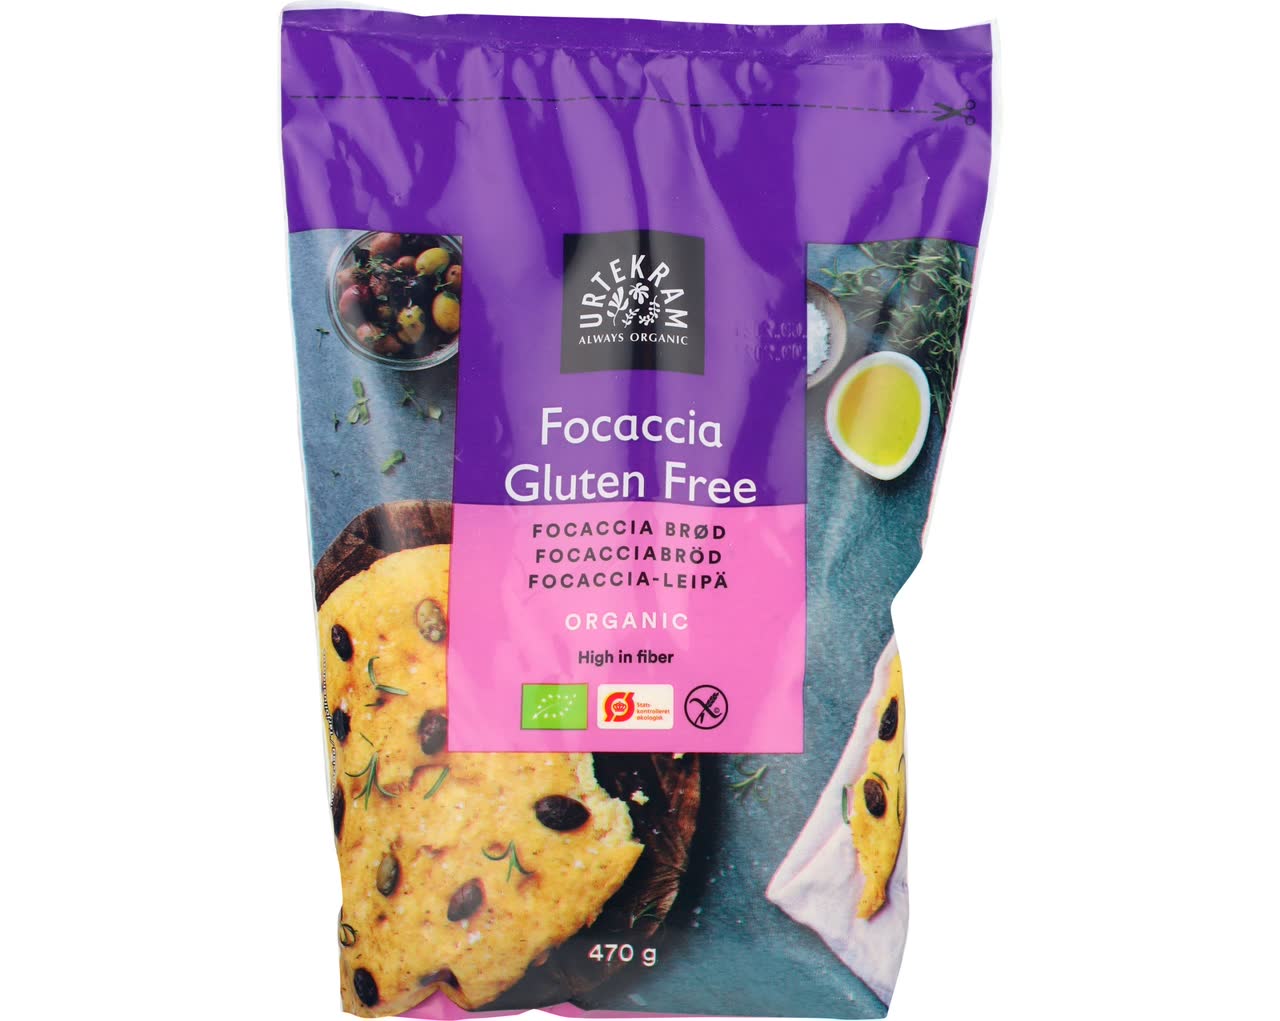 URTEKRAM
ALWAYS ORGANIC
Focaccia
Gluten Free
FOCACCIA BRØD
FOCACCIABRÖD
FOCACCIA-LEIPÄ
ORGANIC
High in fiber
Stats-
kontrolleret
økologisk
470 g